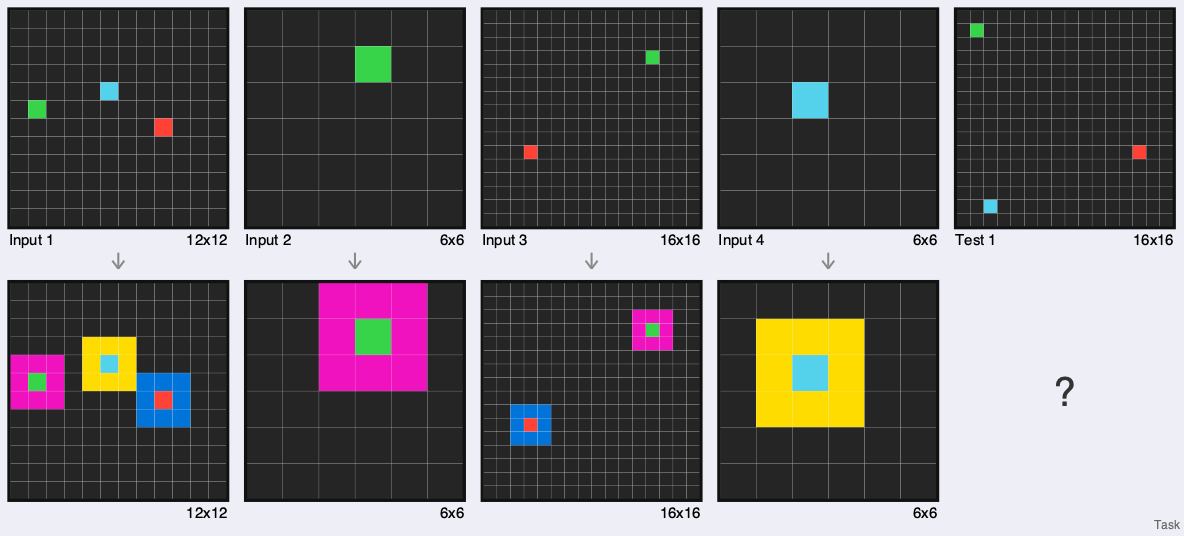 Input 1 12x12
Input 2 6x6
Input 3 16x16
Input 4 6x6
Test 1 16x16
?
12x12
6x6
16x16
6x6
Task